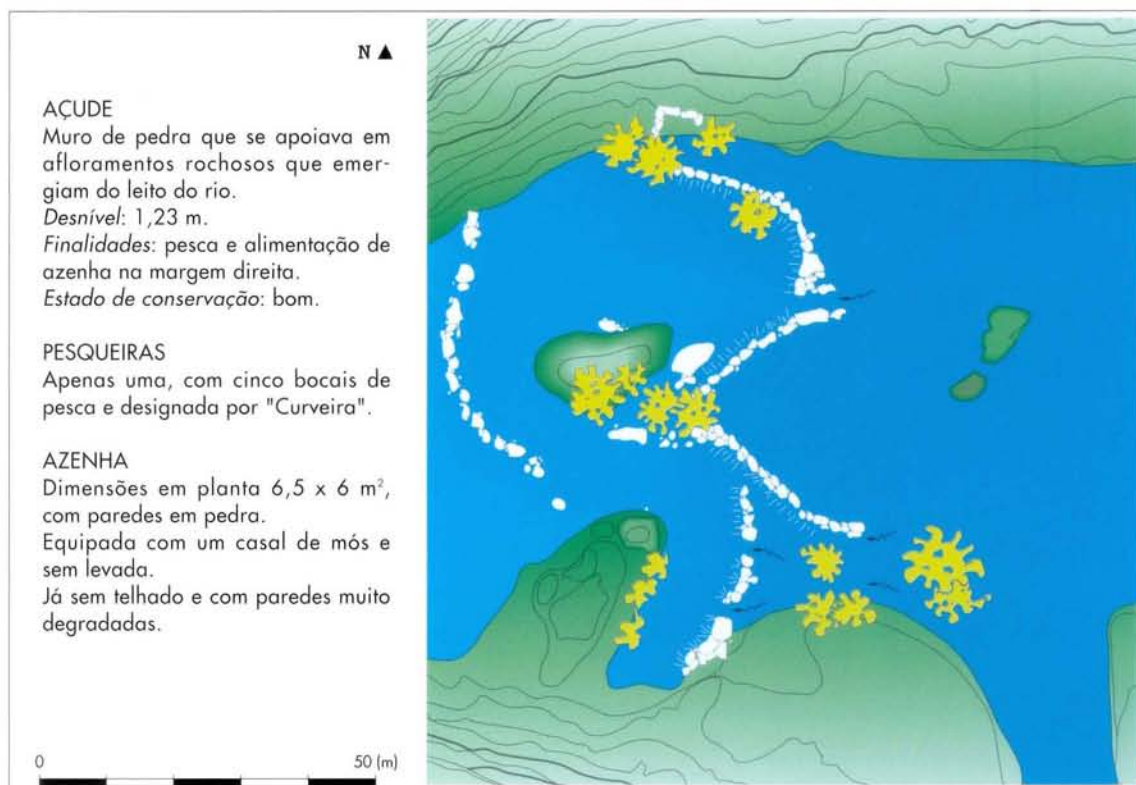 N ▲
AÇUDE
Muro de pedra que se apoiava em
afloramentos rochosos que emer-
giam do leito do rio.
Desnível: 1,23 m.
Finalidades: pesca e alimentação de
azenha na margem direita.
Estado de conservação: bom.
PESQUEIRAS
Apenas uma, com cinco bocais de
pesca e designada por "Curveira".
AZENHA
Dimensões em planta 6,5 x 6 m²,
com paredes em pedra.
Equipada com um casal de mós e
sem levada.
Já sem telhado e com paredes muito
degradadas.
0 50 (m)